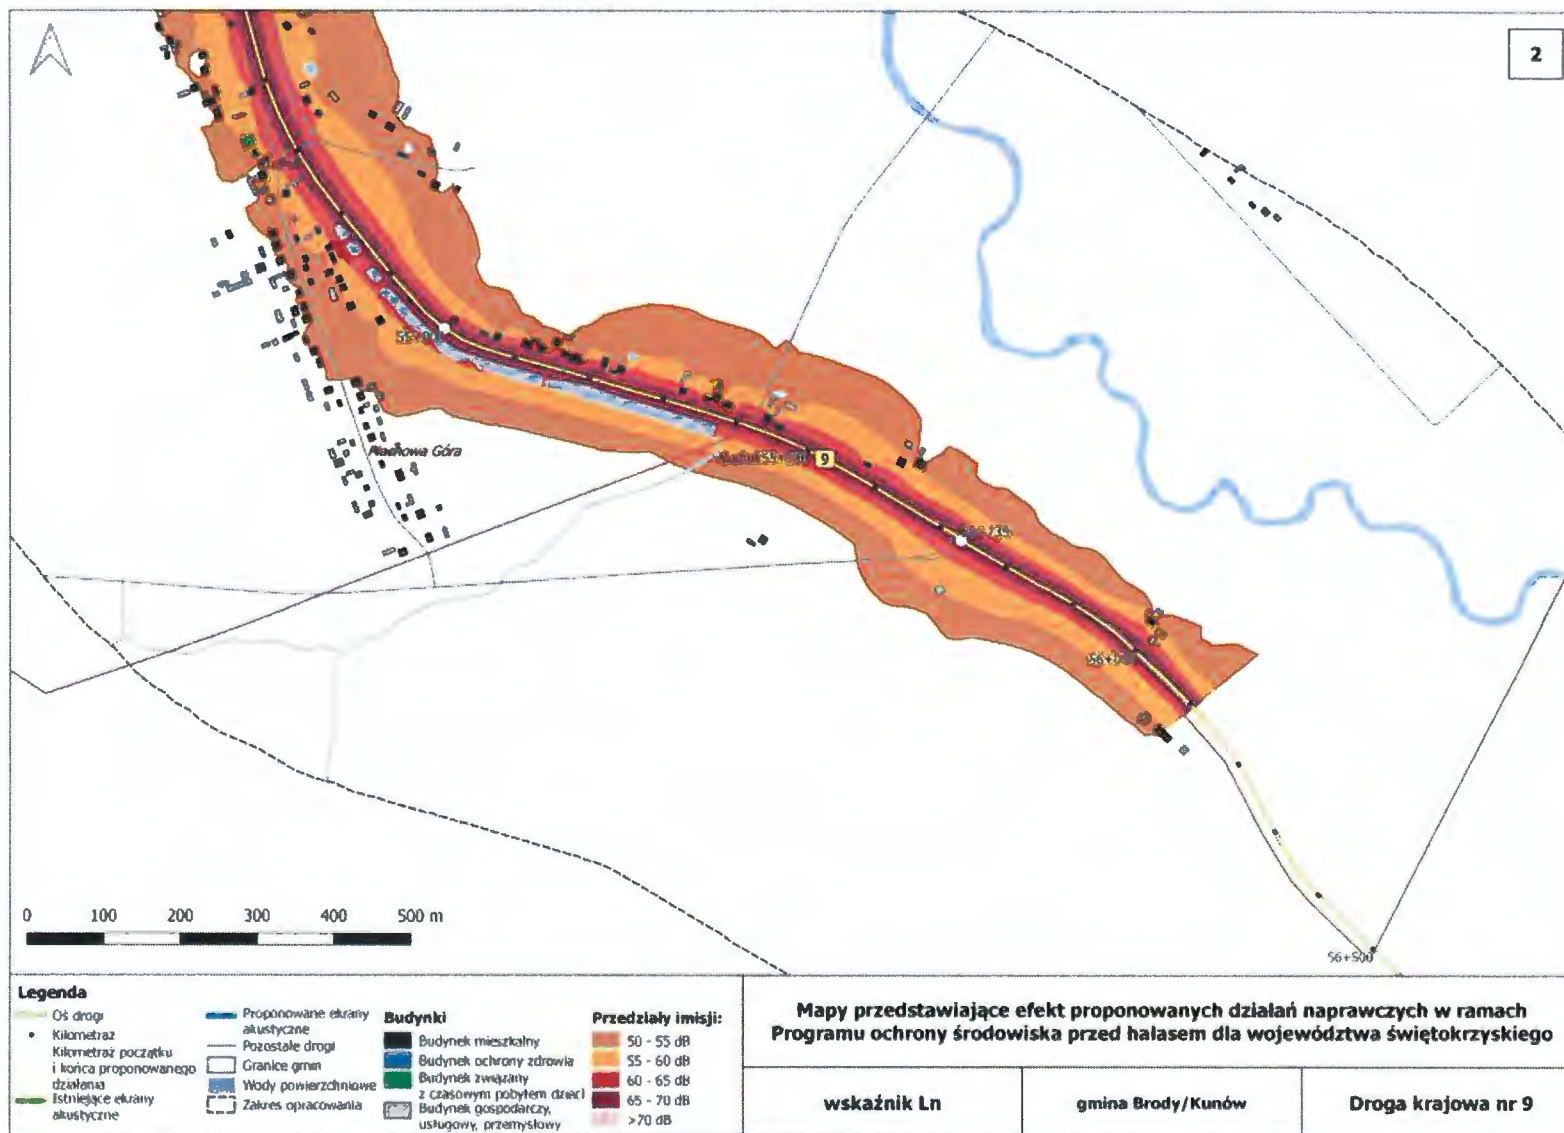 2
55+000
Plachowa Góra
9
56+000
56+500
0 100 200 300 400 500 m
Legenda
Oś drogi
Kilometraż
Kilometraż początku
i końca proponowanego
działania
Istniejące ekrany
akustyczne
Proponowane ekrany
akustyczne
Pozostałe drogi
Granice gmin
Wody powierzchniowe
Zakres opracowania
Budynki
Budynek mieszkalny
Budynek ochrony zdrowia
Budynek związany
z czasowym pobytem dzieci
Budynek gospodarczy,
usługowy, przemysłowy
Przedziały imisji:
50 - 55 dB
55 - 60 dB
60 - 65 dB
65 - 70 dB
>70 dB
Mapy przedstawiające efekt proponowanych działań naprawczych w ramach
Programu ochrony środowiska przed hałasem dla województwa świętokrzyskiego
wskaźnik Ln
gmina Brody/Kunów
Droga krajowa nr 9